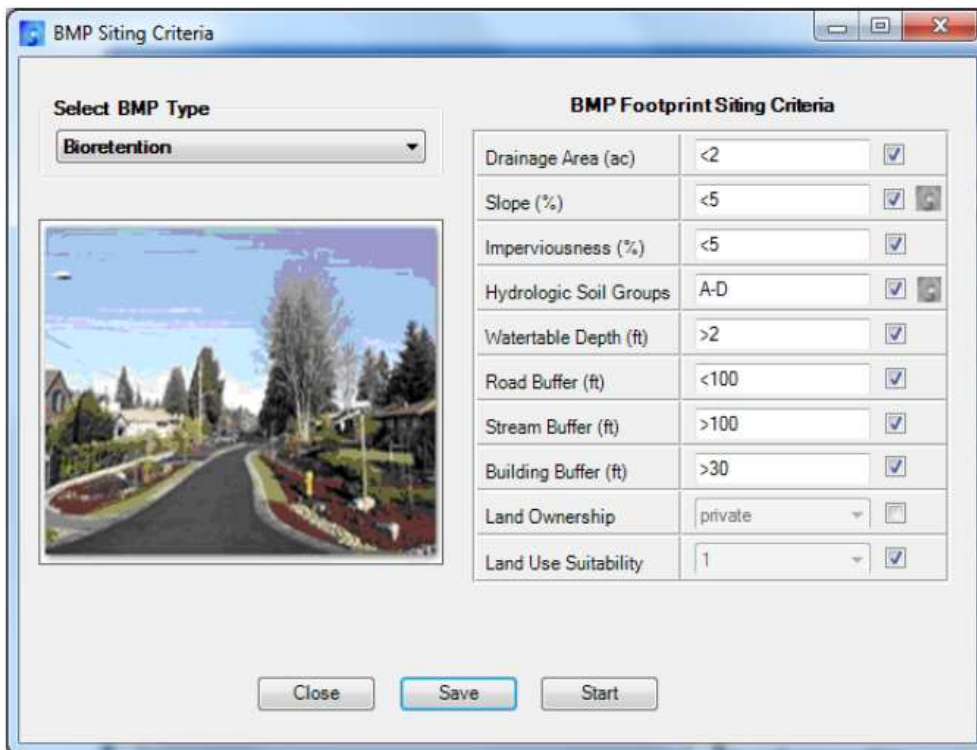 BMP Siting Criteria
Select BMP Type
Bioretention
BMP Footprint Siting Criteria
Drainage Area (ac) <2
Slope (%) <5
Imperviousness (%) <5
Hydrologic Soil Groups A-D
Watertable Depth (ft) >2
Road Buffer (ft) <100
Stream Buffer (ft) >100
Building Buffer (ft) >30
Land Ownership private
Land Use Suitability 1
Close Save Start